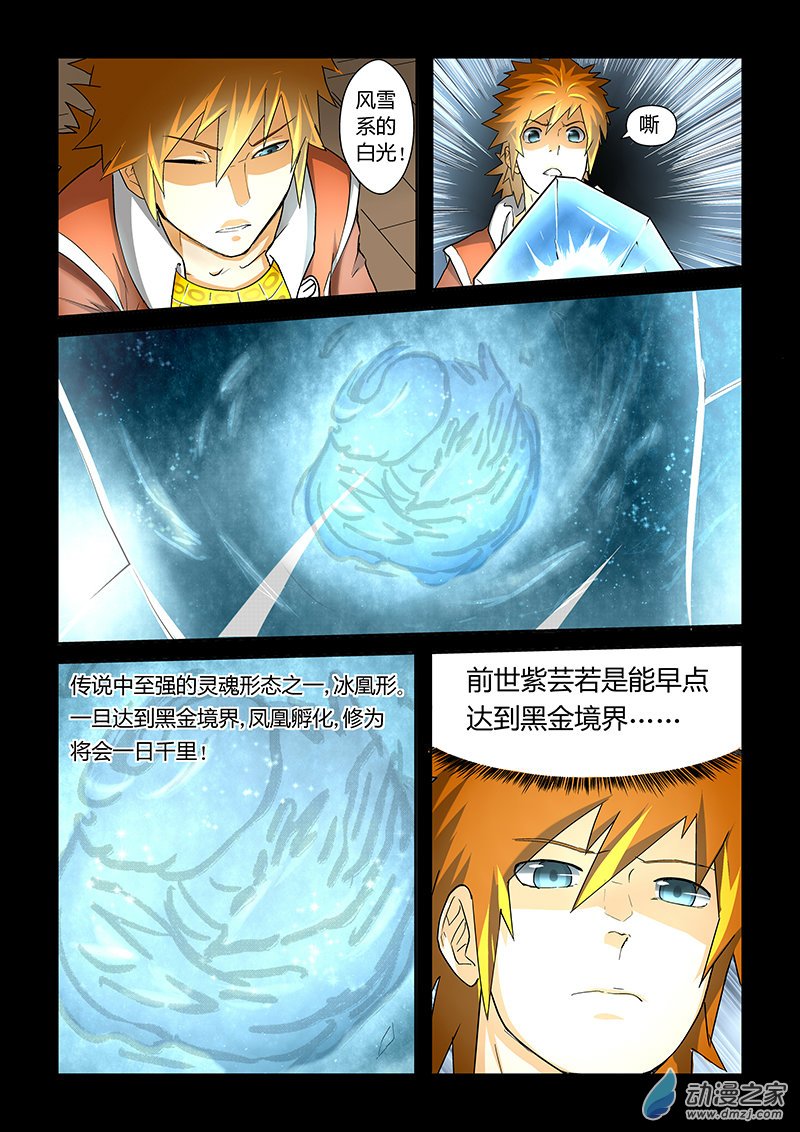 风雪
系的
白光！
嘶
传说中至强的灵魂形态之一，冰凰形。
一旦达到黑金境界，凤凰孵化，修为
将会一日千里！
前世紫芸若是能早点
达到黑金境界……
动漫之家
www.dmzj.com